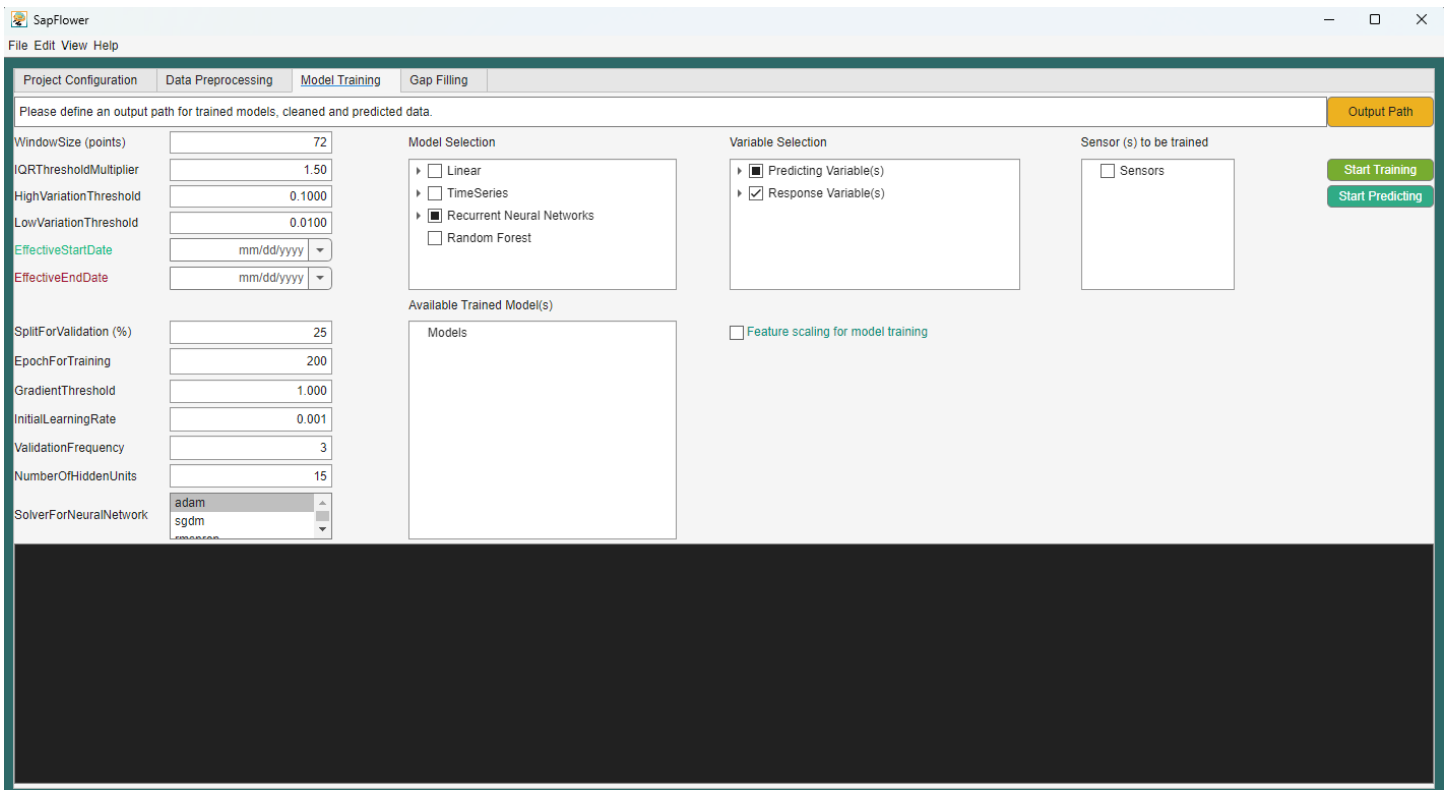 SapFlower
File Edit View Help
Project Configuration Data Preprocessing Model Training Gap Filling
Please define an output path for trained models, cleaned and predicted data. Output Path
WindowSize (points) 72 Model Selection Variable Selection Sensor (s) to be trained
IQRThresholdMultiplier 1.50 Linear Predicting Variable(s) Sensors Start Training
HighVariationThreshold 0.1000 TimeSeries Response Variable(s) Start Predicting
LowVariationThreshold 0.0100 Recurrent Neural Networks
Random Forest
EffectiveStartDate mm/dd/yyyy
EffectiveEndDate mm/dd/yyyy
Available Trained Model(s)
SplitForValidation (%) 25 Models Feature scaling for model training
EpochForTraining 200
GradientThreshold 1.000
InitialLearningRate 0.001
ValidationFrequency 3
NumberOfHiddenUnits 15
SolverForNeuralNetwork adam
sgdm